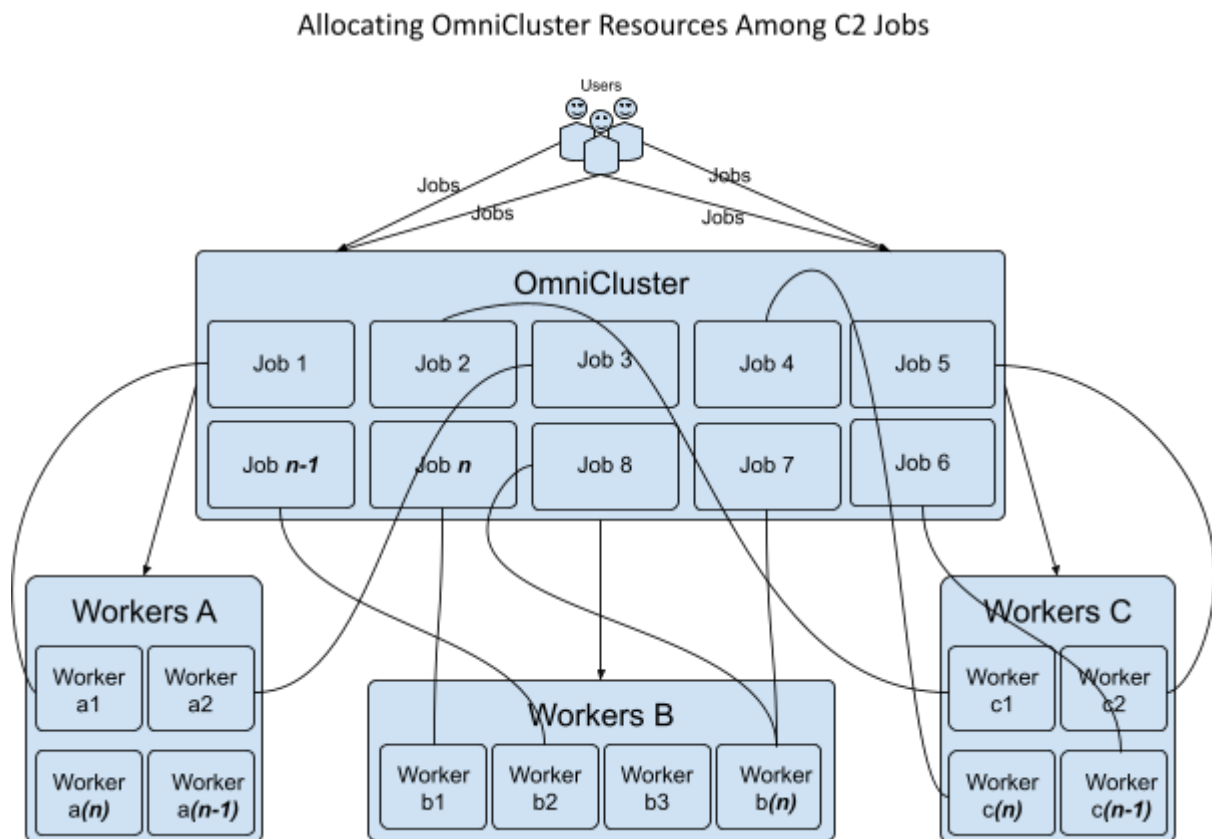 Allocating OmniCluster Resources Among C2 Jobs
Users
Jobs
Jobs
Jobs
Jobs
OmniCluster
Job 1
Job 2
Job 3
Job 4
Job 5
Job n-1
Job n
Job 8
Job 7
Job 6
Workers A
Worker
a1
Worker
a2
Worker
a(n)
Worker
a(n-1)
Workers B
Worker
b1
Worker
b2
Worker
b3
Worker
b(n)
Workers C
Worker
c1
Worker
c2
Worker
c(n)
Worker
c(n-1)